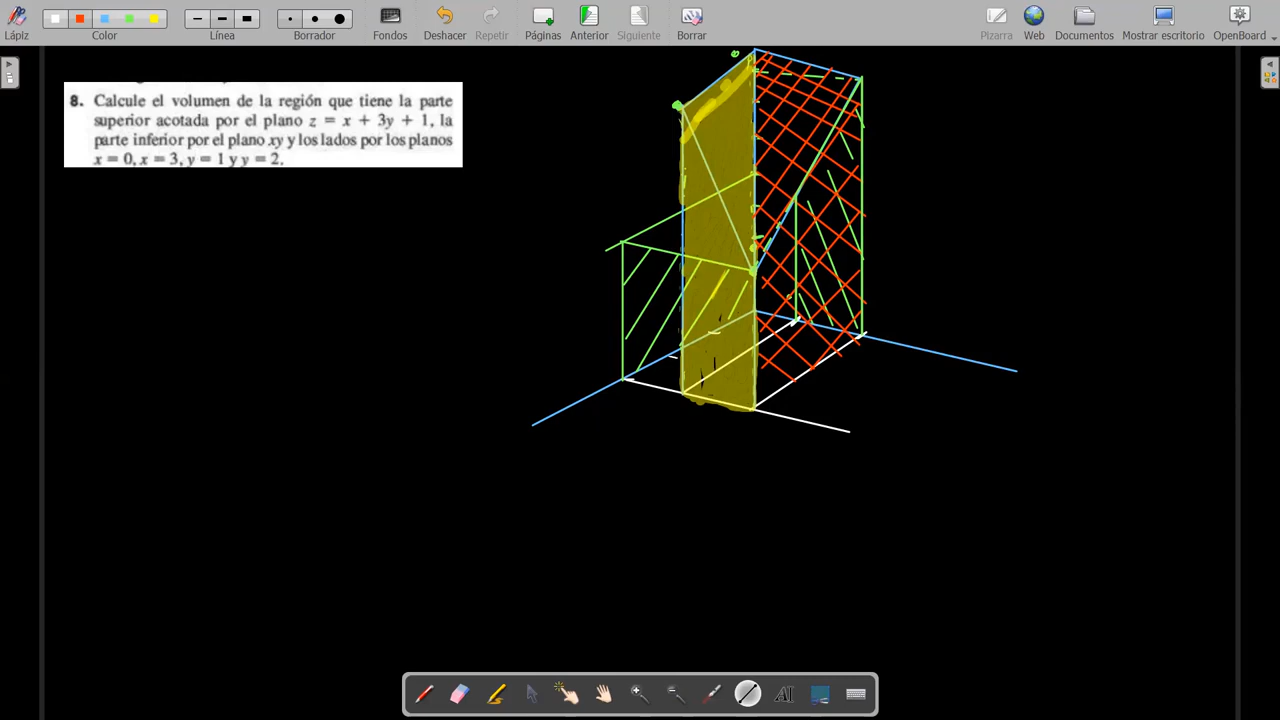 Lápiz
Color
Línea
Borrador
Fondos
Deshacer
Repetir
Páginas
Anterior
Siguiente
Borrar
Pizarra
Web
Documentos
Mostrar escritorio
OpenBoard
8. Calcule el volumen de la región que tiene la parte
superior acotada por el plano z = x + 3y + 1, la
parte inferior por el plano xy y los lados por los planos
x = 0, x = 3, y = 1 y y = 2.
AI